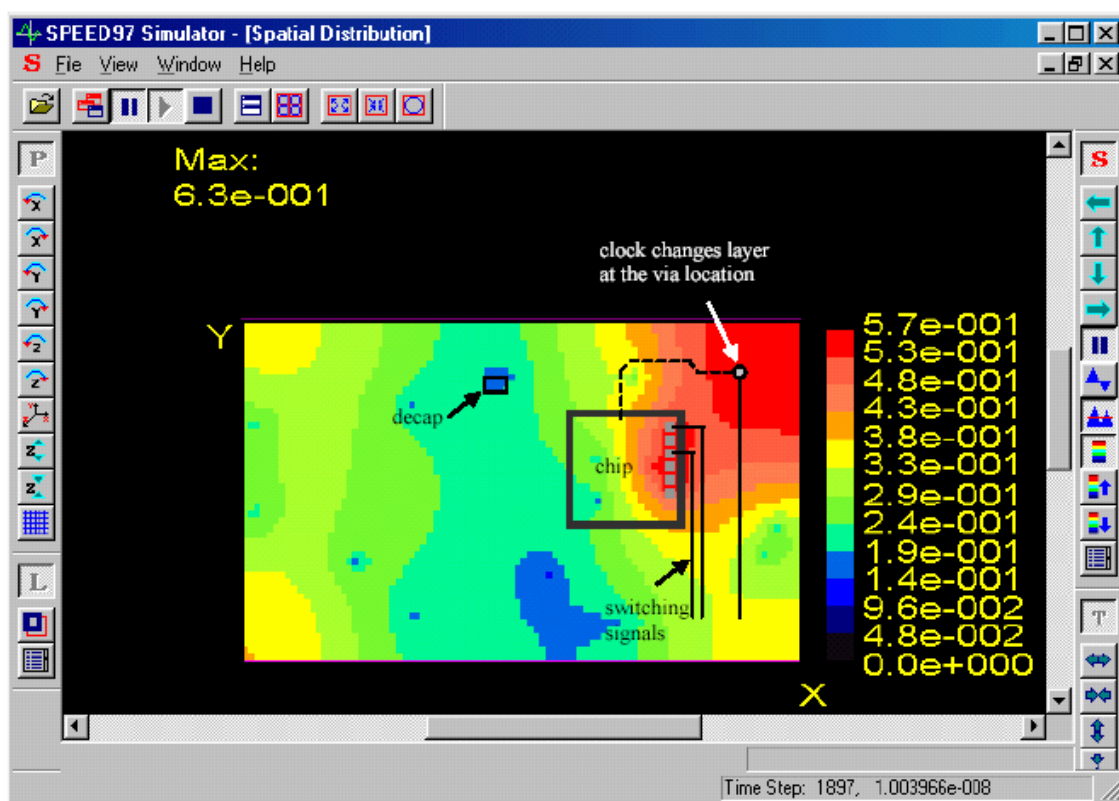 SPEED97 Simulator - [Spatial Distribution]
S File View Window Help
P
Max:
6.3e-001
S
X
X
Y
Y
Z
Z
Z
Z
clock changes layer
at the via location
Y
decap
chip
switching
signals
X
5.7e-001
5.3e-001
4.8e-001
4.3e-001
3.8e-001
3.3e-001
2.9e-001
2.4e-001
1.9e-001
1.4e-001
9.6e-002
4.8e-002
0.0e+000
L
T
Time Step: 1897, 1.003966e-008